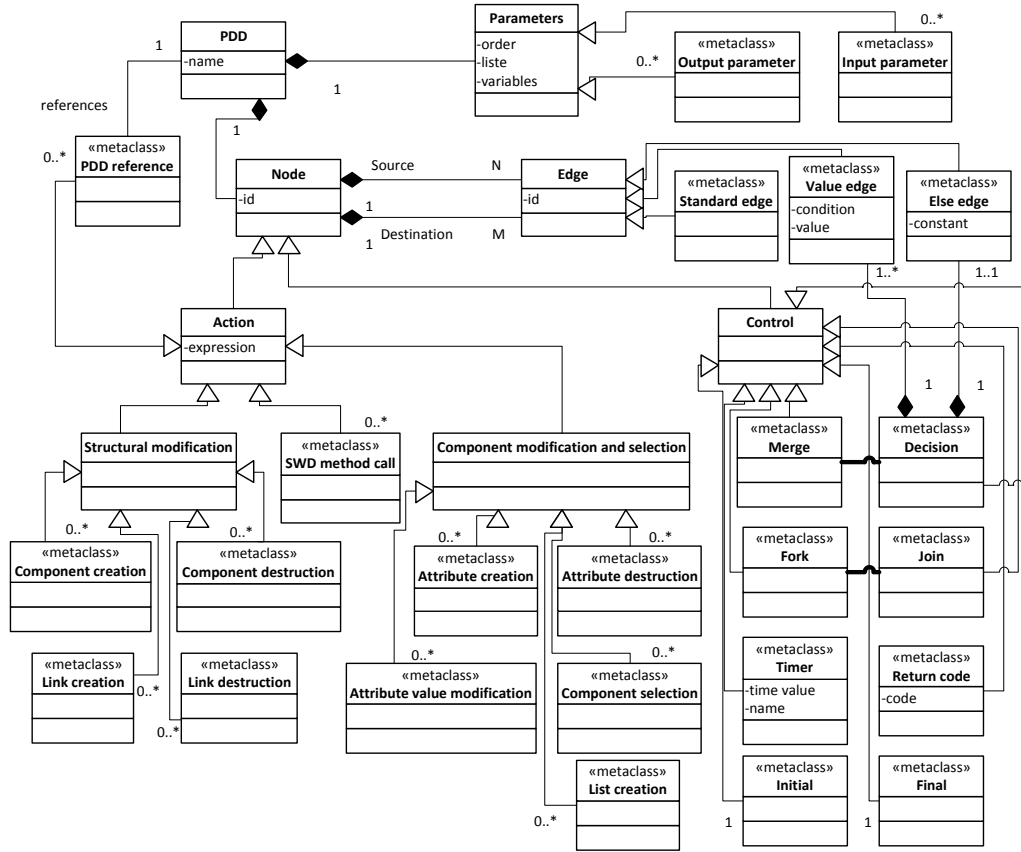 PDD
-name
1
references
0..*
«metaclass»
PDD reference
1
1
Parameters
-order
-liste
-variables
0..*
«metaclass»
Output parameter
0..*
«metaclass»
Input parameter
Node
-id
Source
N
1
Destination
M
1
Edge
-id
«metaclass»
Standard edge
«metaclass»
Value edge
-condition
-value
1..*
«metaclass»
Else edge
-constant
1..1
Action
-expression
Control
Structural modification
0..*
«metaclass»
SWD method call
Component modification and selection
«metaclass»
Merge
1
1
«metaclass»
Decision
0..*
«metaclass»
Component creation
0..*
«metaclass»
Component destruction
0..*
«metaclass»
Attribute creation
0..*
«metaclass»
Attribute destruction
«metaclass»
Fork
«metaclass»
Join
«metaclass»
Link creation
0..*
«metaclass»
Link destruction
0..*
0..*
«metaclass»
Attribute value modification
0..*
«metaclass»
Component selection
«metaclass»
Timer
-time value
-name
«metaclass»
Return code
-code
«metaclass»
List creation
0..*
«metaclass»
Initial
1
«metaclass»
Final
1